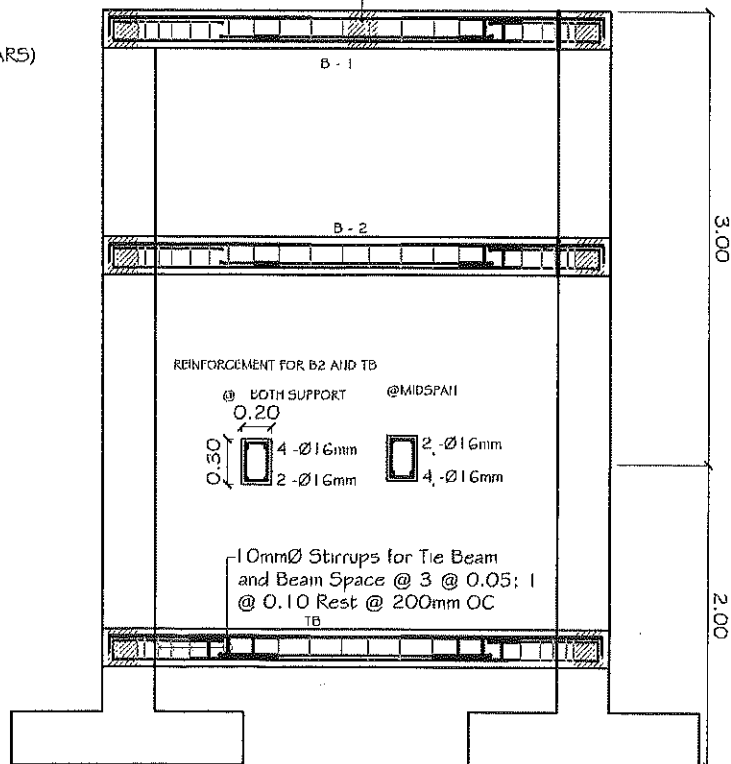 ARS)
B - 1
3.00
B - 2
REINFORCEMENT FOR B2 AND TB
@ BOTH SUPPORT @MIDSPAN
0.20
0.30
4 -Ø16mm
2 -Ø16mm
2 -Ø16mm
4 -Ø16mm
10mmØ Stirrups for Tie Beam
and Beam Space @ 3 @ 0.05; 1
@ 0.10 Rest @ 200mm OC
TB
2.00